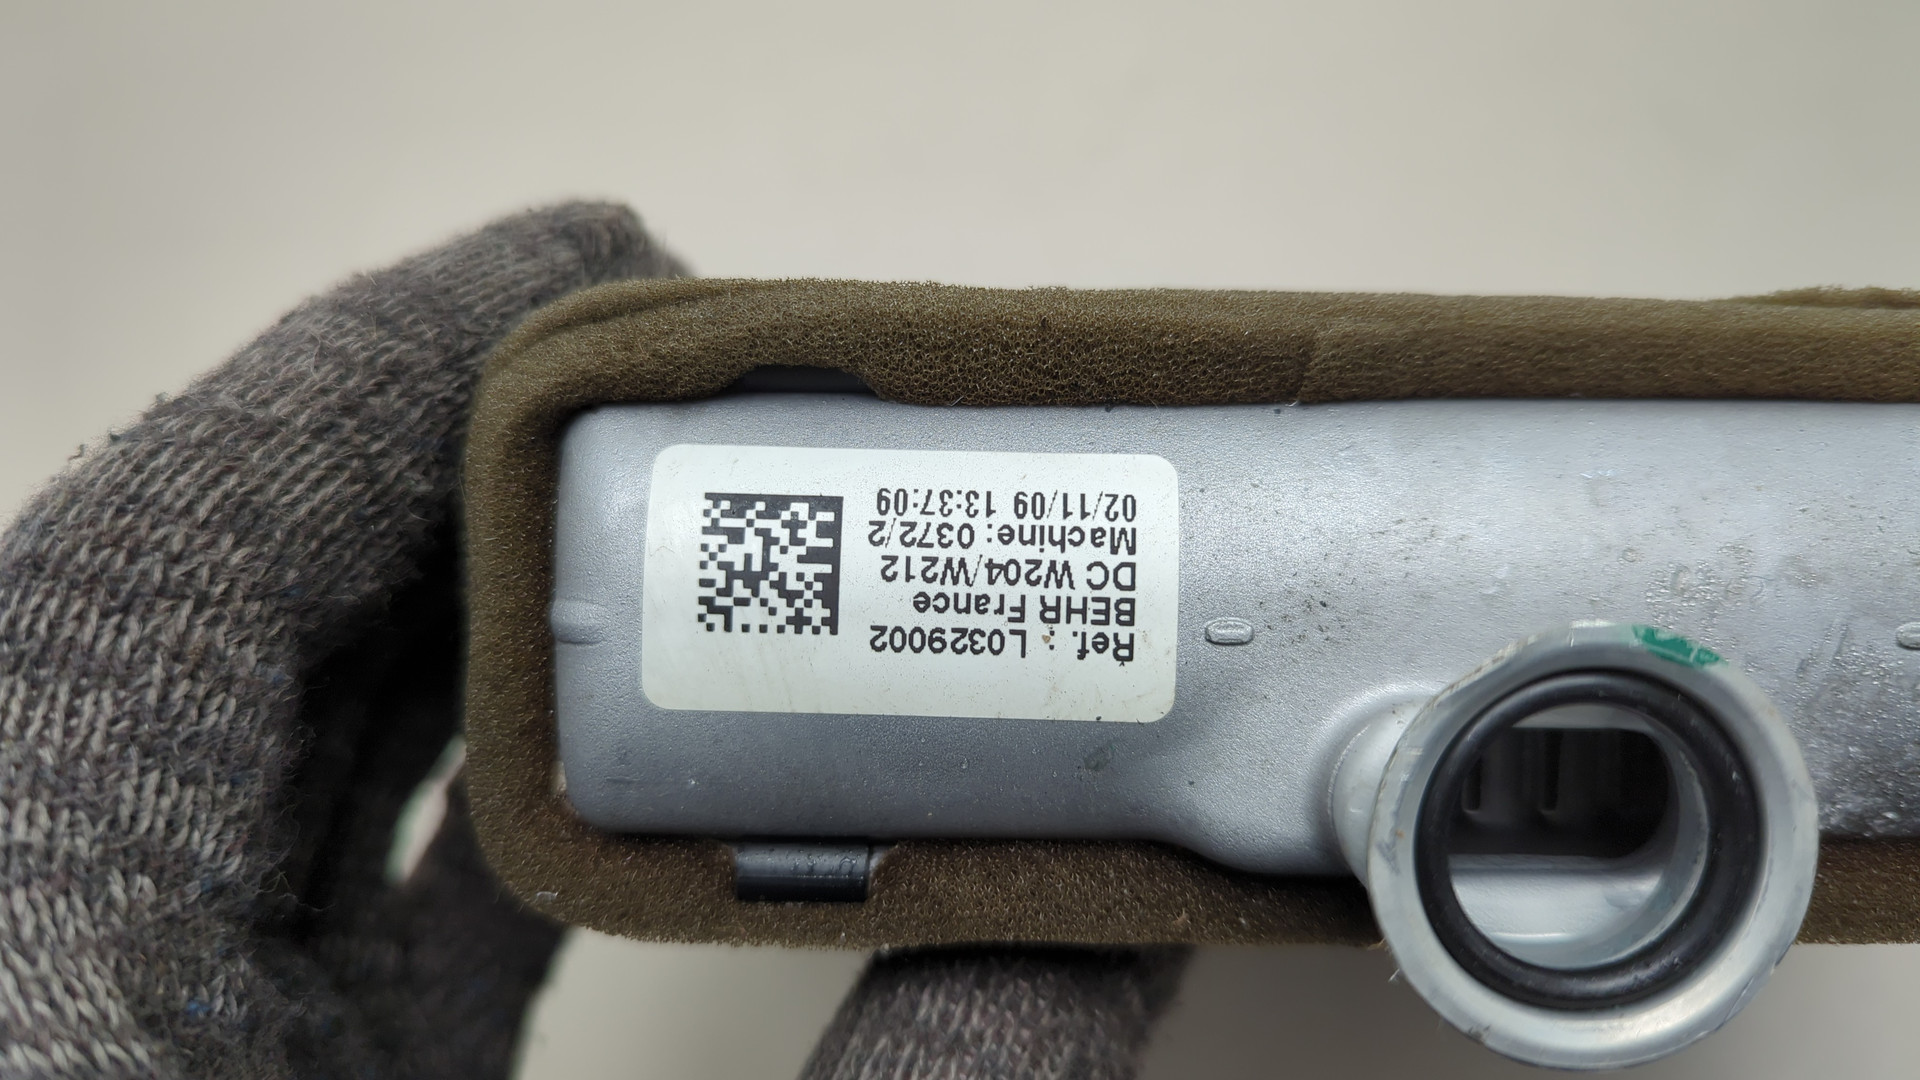 Ref. : L0329002
BEHR France
DC W204/W212
Machine: 0372/2
02/11/09 13:37:09